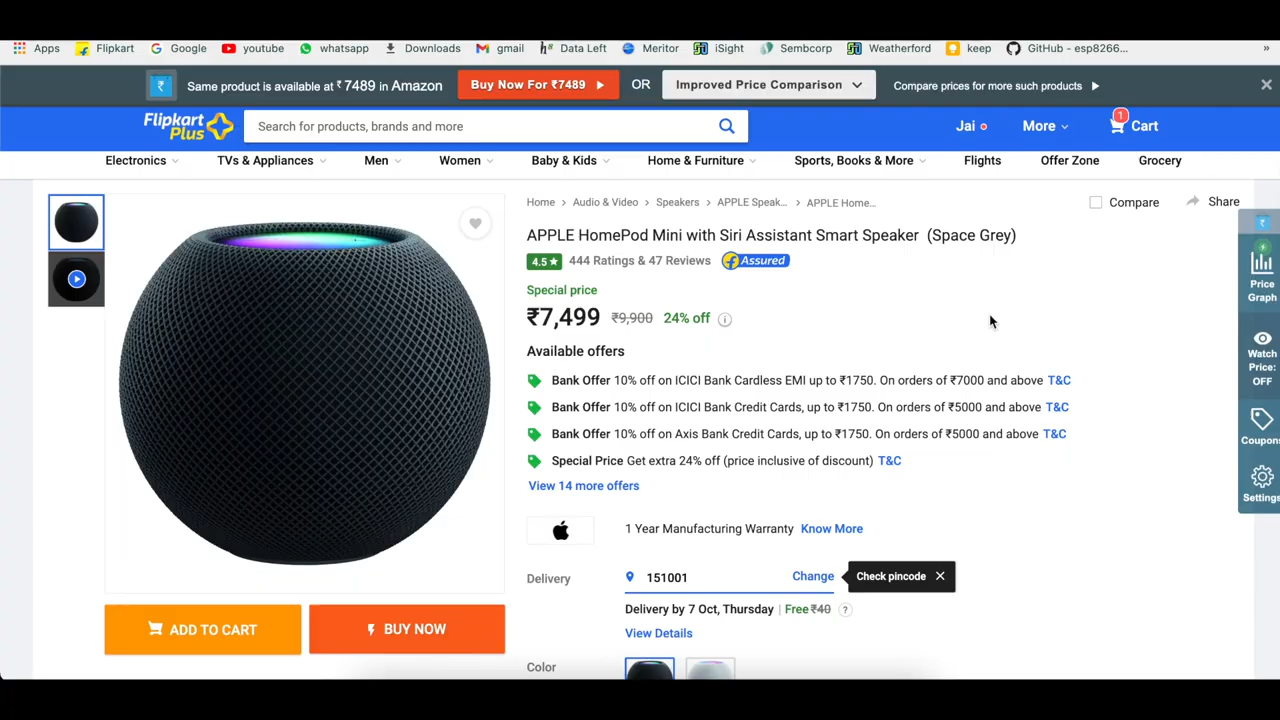 Apps Flipkart Google youtube whatsapp Downloads gmail Data Left Meritor iSight Sembcorp Weatherford keep GitHub - esp8266... »
Same product is available at ₹ 7489 in Amazon Buy Now For ₹7489 OR Improved Price Comparison Compare prices for more such products
Flipkart Plus Search for products, brands and more Jai More 1 Cart
Electronics TVs & Appliances Men Women Baby & Kids Home & Furniture Sports, Books & More Flights Offer Zone Grocery
Home Audio & Video Speakers APPLE Speak... APPLE Home... Compare Share
APPLE HomePod Mini with Siri Assistant Smart Speaker (Space Grey)
4.5★ 444 Ratings & 47 Reviews Assured
Special price
₹7,499 ₹9,900 24% off
Available offers
Bank Offer 10% off on ICICI Bank Cardless EMI up to ₹1750. On orders of ₹7000 and above T&C
Bank Offer 10% off on ICICI Bank Credit Cards, up to ₹1750. On orders of ₹5000 and above T&C
Bank Offer 10% off on Axis Bank Credit Cards, up to ₹1750. On orders of ₹5000 and above T&C
Special Price Get extra 24% off (price inclusive of discount) T&C
View 14 more offers
1 Year Manufacturing Warranty Know More
Delivery 151001 Change Check pincode
Delivery by 7 Oct, Thursday | Free ₹40 ?
View Details
Color
ADD TO CART BUY NOW
Price
Graph
Watch
Price:
OFF
Coupons
Settings